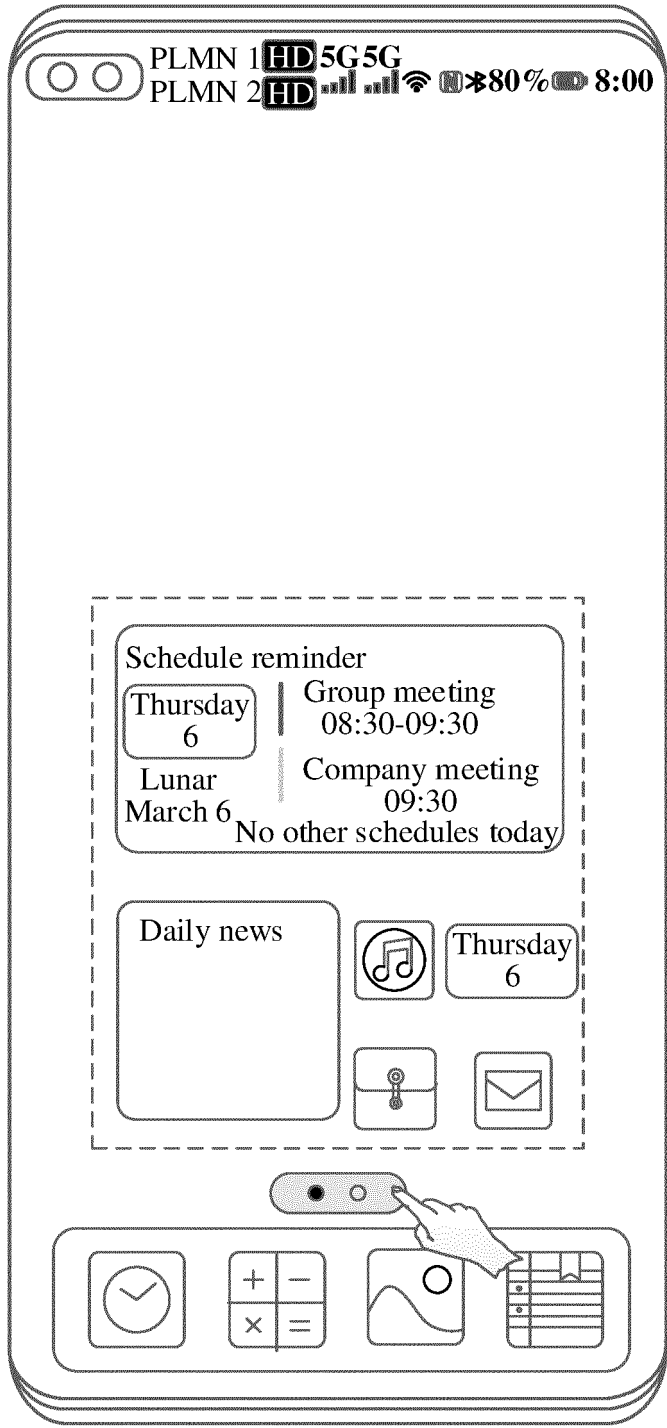 PLMN 1 HD 5G 5G
PLMN 2 HD N 80% 8:00
Schedule reminder
Thursday
6
Lunar
March 6
Group meeting
08:30-09:30
Company meeting
09:30
No other schedules today
Daily news
Thursday
6